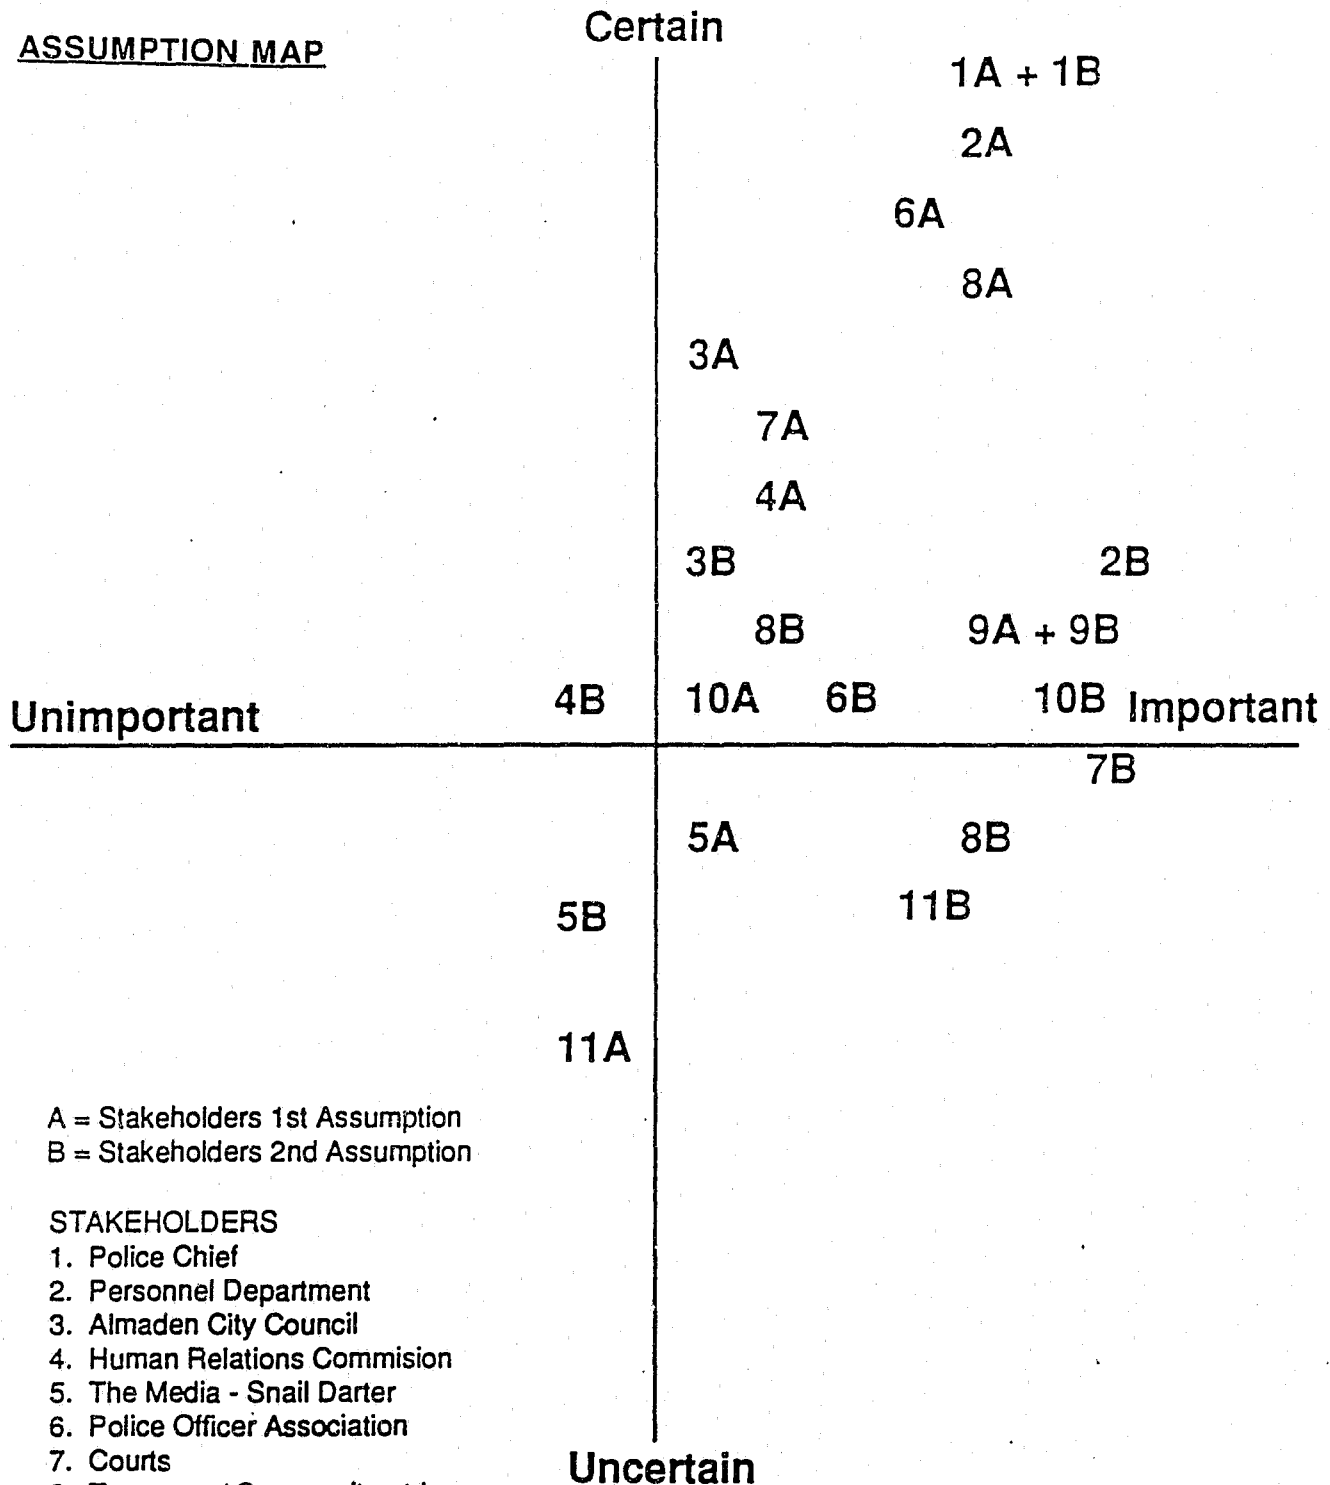 ASSUMPTION MAP
Certain
1A + 1B
2A
6A
8A
3A
7A
4A
3B 2B
8B 9A + 9B
Unimportant 4B 10A 6B 10B Important
7B
5A 8B
5B 11B
11A
A = Stakeholders 1st Assumption
B = Stakeholders 2nd Assumption
STAKEHOLDERS
1. Police Chief
2. Personnel Department
3. Almaden City Council
4. Human Relations Commision
5. The Media - Snail Darter
6. Police Officer Association
7. Courts
Uncertain